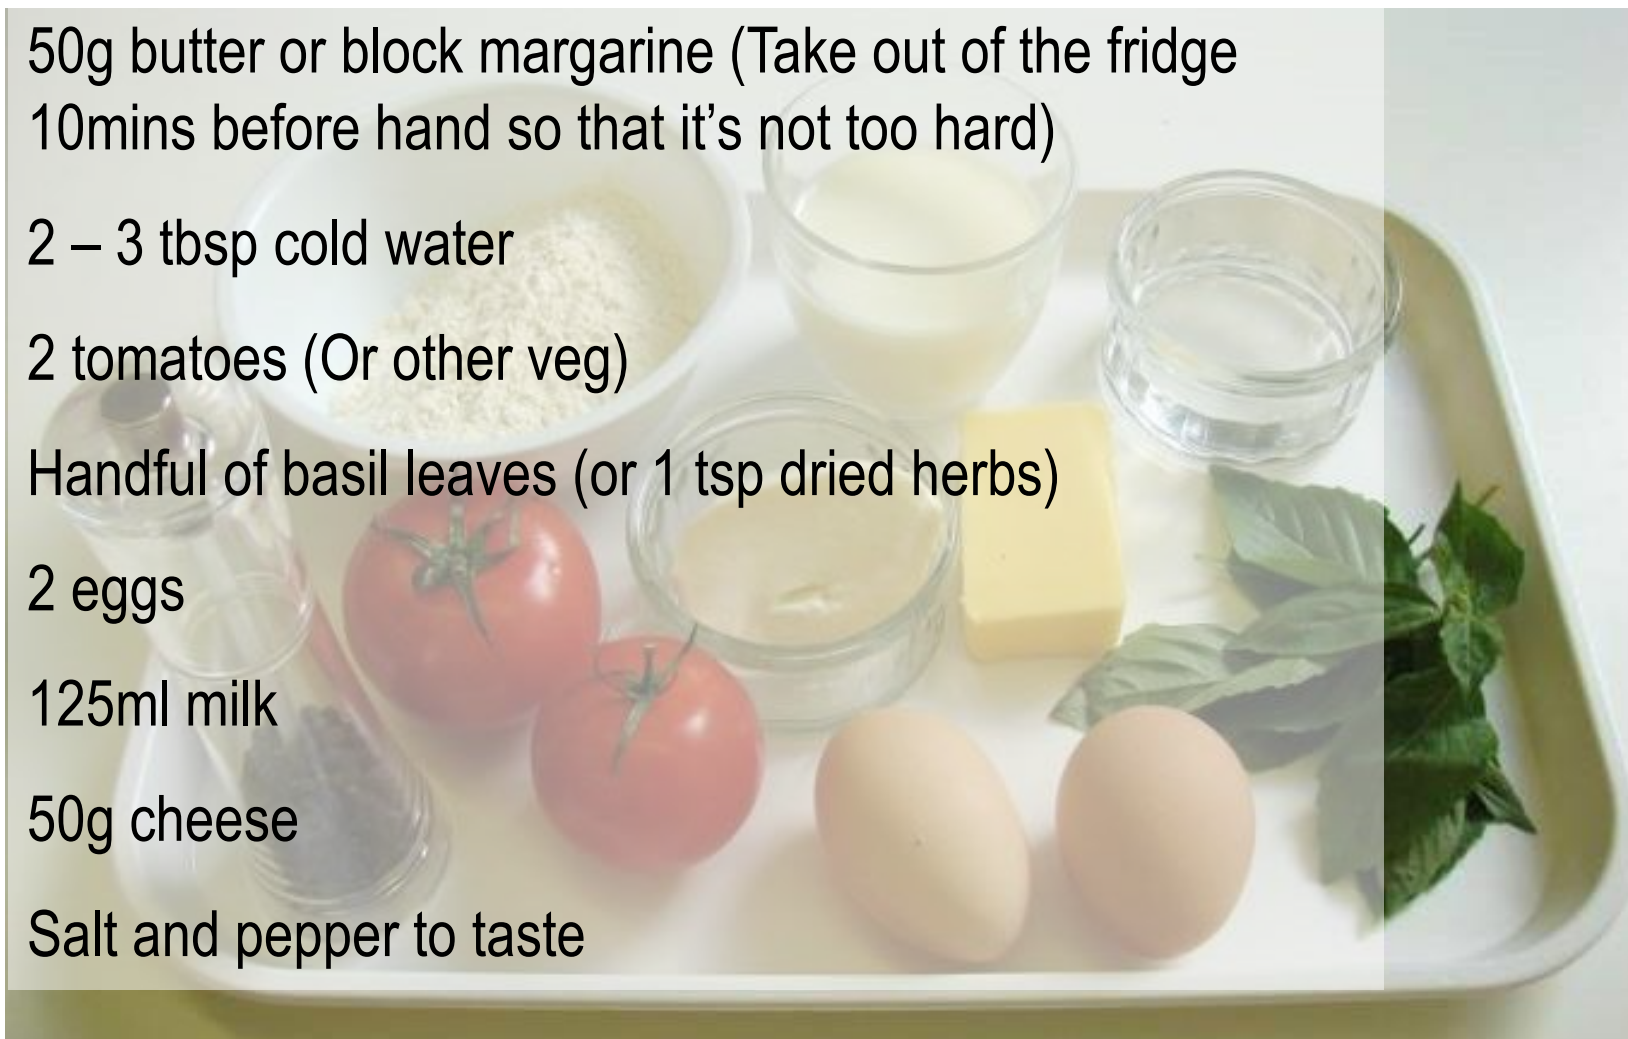 50g butter or block margarine (Take out of the fridge
10mins before hand so that it’s not too hard)
2 – 3 tbsp cold water
2 tomatoes (Or other veg)
Handful of basil leaves (or 1 tsp dried herbs)
2 eggs
125ml milk
50g cheese
Salt and pepper to taste